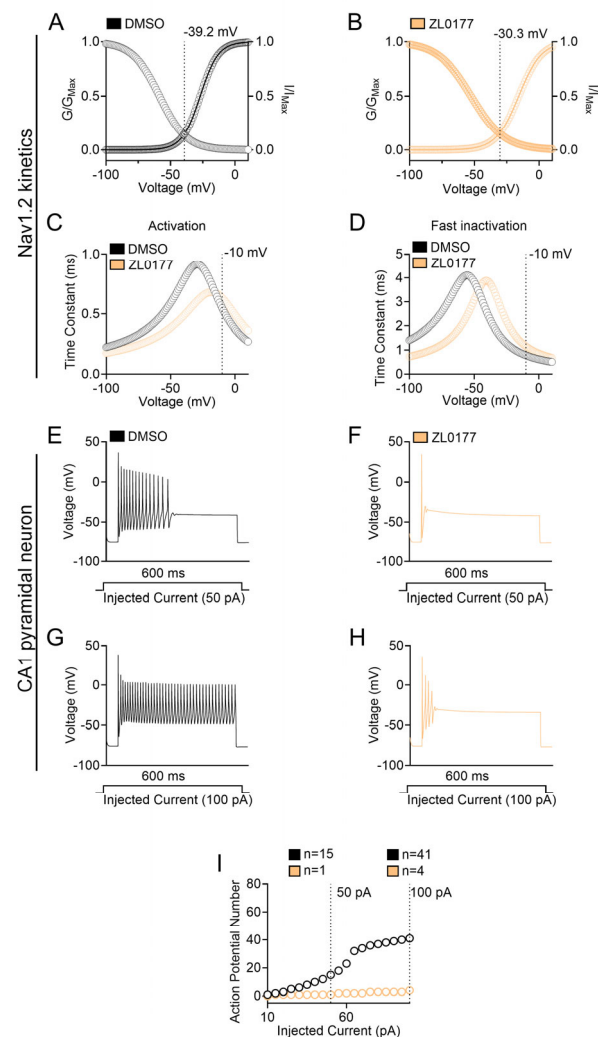 A
DMSO
-39.2 mV
1.0
0.5
0.0
G/GMax
1.0
0.5
0.0
I/IMax
-100
-50
0
Voltage (mV)
B
ZL0177
-30.3 mV
1.0
0.5
0.0
G/GMax
1.0
0.5
0.0
I/IMax
-100
-50
0
Voltage (mV)
Nav1.2 kinetics
C
Activation
DMSO
ZL0177
-10 mV
1.0
0.5
0.0
Time Constant (ms)
-100
-50
0
Voltage (mV)
D
Fast inactivation
DMSO
ZL0177
-10 mV
5
4
3
2
1
0
Time Constant (ms)
-100
-50
0
Voltage (mV)
CA1 pyramidal neuron
E
DMSO
50
0
-50
-100
Voltage (mV)
600 ms
Injected Current (50 pA)
F
ZL0177
50
0
-50
-100
Voltage (mV)
600 ms
Injected Current (50 pA)
G
50
0
-50
-100
Voltage (mV)
600 ms
Injected Current (100 pA)
H
50
0
-50
-100
Voltage (mV)
600 ms
Injected Current (100 pA)
I
n=15
n=1
n=41
n=4
50 pA
100 pA
80
60
40
20
0
Action Potential Number
10
60
Injected Current (pA)